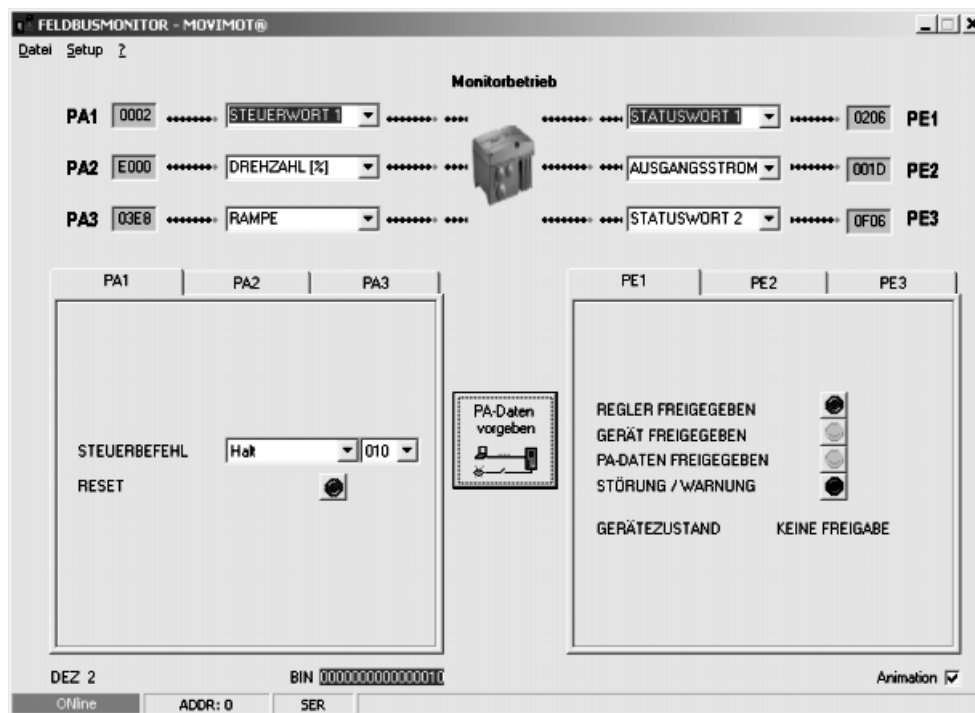 FELDBUSMONITOR - MOVIMOT®
Datei Setup ?
Monitorbetrieb
PA1 0002 STEUERWORT 1 STATUSWORT 1 0206 PE1
PA2 E000 DREHZAHL [%] AUSGANGSSTROM 001D PE2
PA3 03E8 RAMPE STATUSWORT 2 0F06 PE3
PA1 PA2 PA3
STEUERBEFEHL Halt 010
RESET
PA-Daten
vorgeben
PE1 PE2 PE3
REGLER FREIGEGEBEN
GERÄT FREIGEGEBEN
PA-DATEN FREIGEGEBEN
STÖRUNG / WARNUNG
GERÄTEZUSTAND KEINE FREIGABE
DEZ 2 BIN 0000000000000010 Animation
ONline ADDR: 0 SER